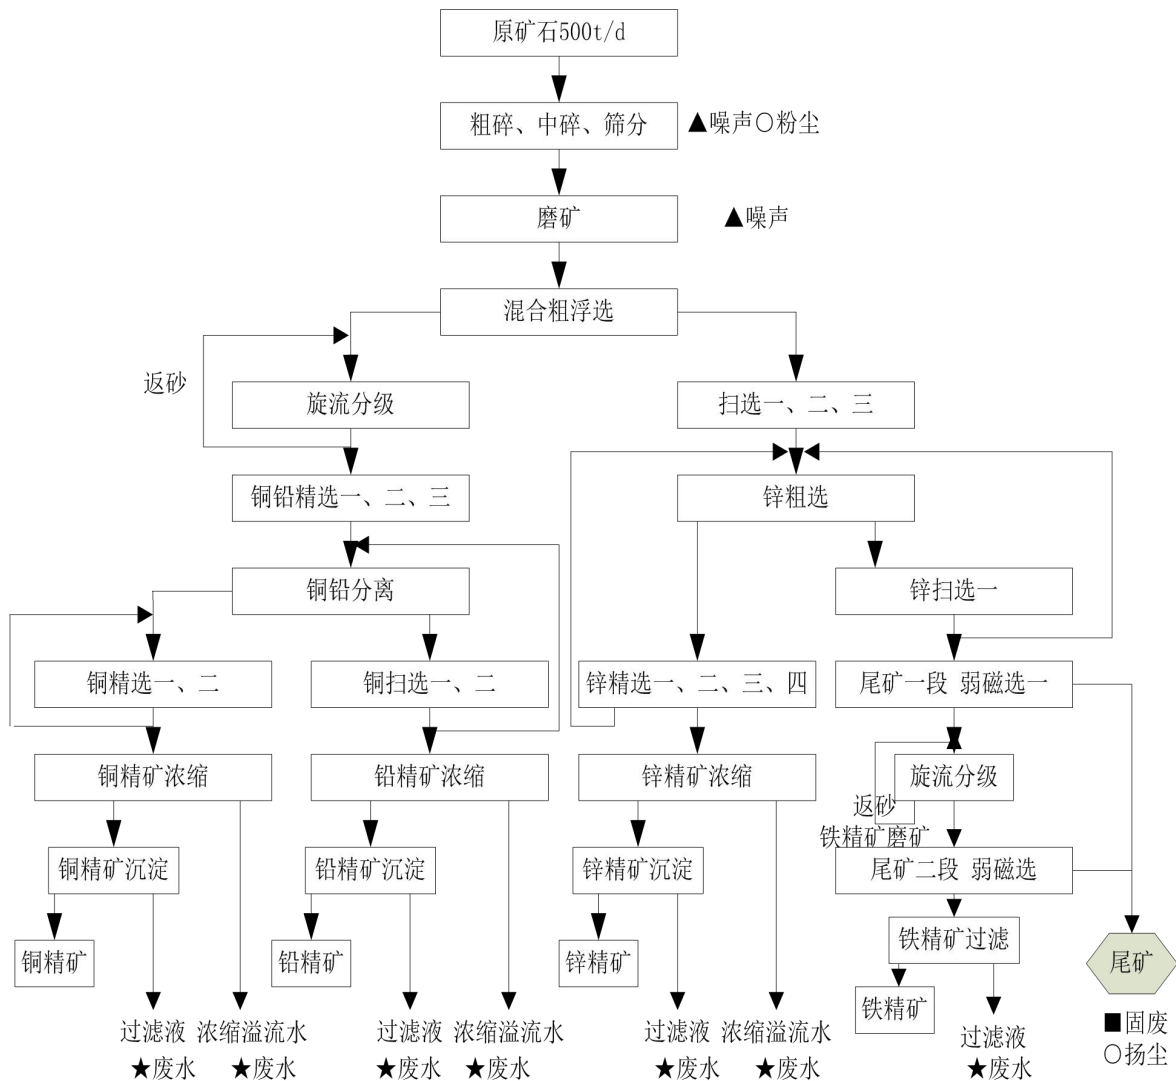 原矿石500t/d
粗碎、中碎、筛分
▲噪声○粉尘
磨矿
▲噪声
混合粗浮选
返砂
旋流分级
扫选一、二、三
铜铅精选一、二、三
锌粗选
铜铅分离
锌扫选一
铜精选一、二
铜扫选一、二
锌精选一、二、三、四
尾矿一段 弱磁选一
铜精矿浓缩
铅精矿浓缩
锌精矿浓缩
旋流分级
返砂
铁精矿磨矿
铜精矿沉淀
铅精矿沉淀
锌精矿沉淀
尾矿二段 弱磁选
铁精矿过滤
铜精矿
铅精矿
锌精矿
尾矿
铁精矿
过滤液
浓缩溢流水
过滤液
浓缩溢流水
过滤液
浓缩溢流水
过滤液
■固废
○扬尘
★废水
★废水
★废水
★废水
★废水
★废水
★废水